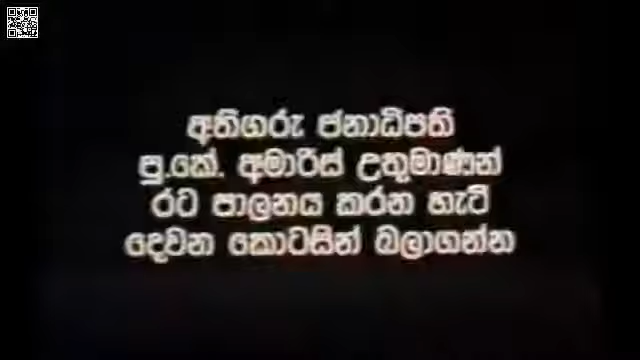 අතිගරු ජනාධිපති
පු.කේ. අමාරිස් උතුමාණන්
රට පාලනය කරන හැටි
දෙවන කොටසින් බලාගන්න